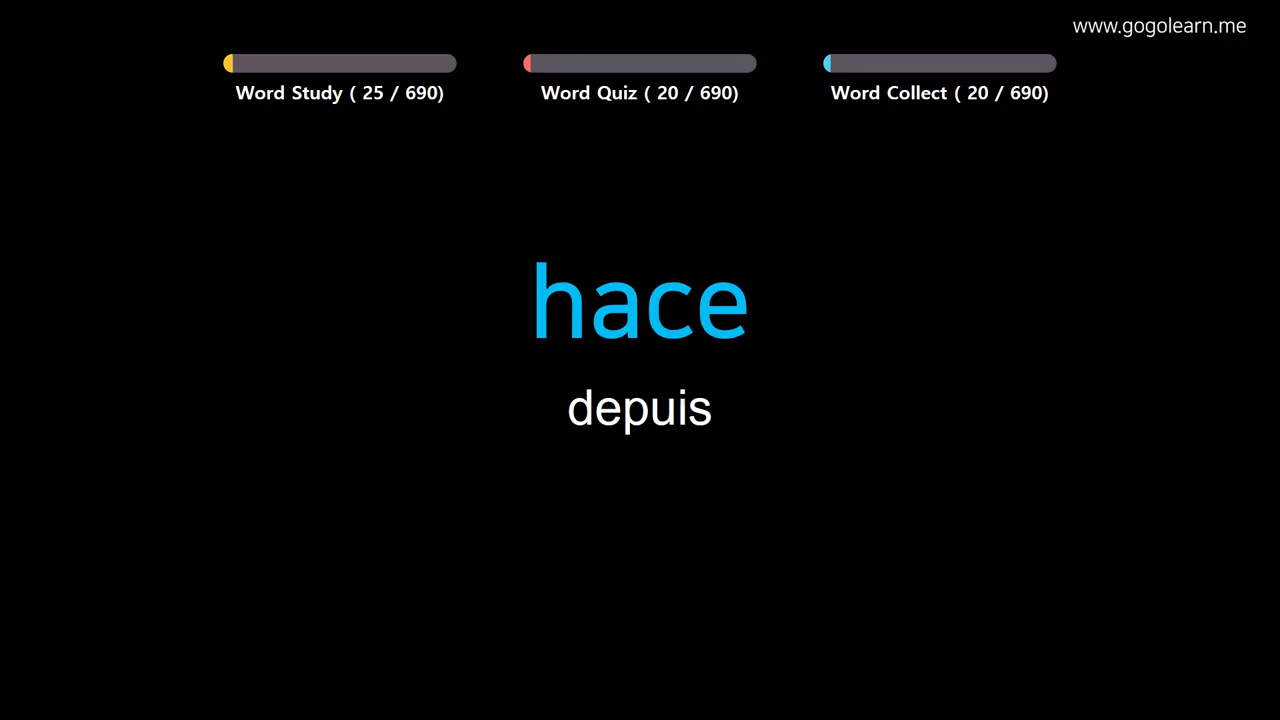 www.gogolearn.me
Word Study ( 25 / 690)
Word Quiz ( 20 / 690)
Word Collect ( 20 / 690)
hace
depuis